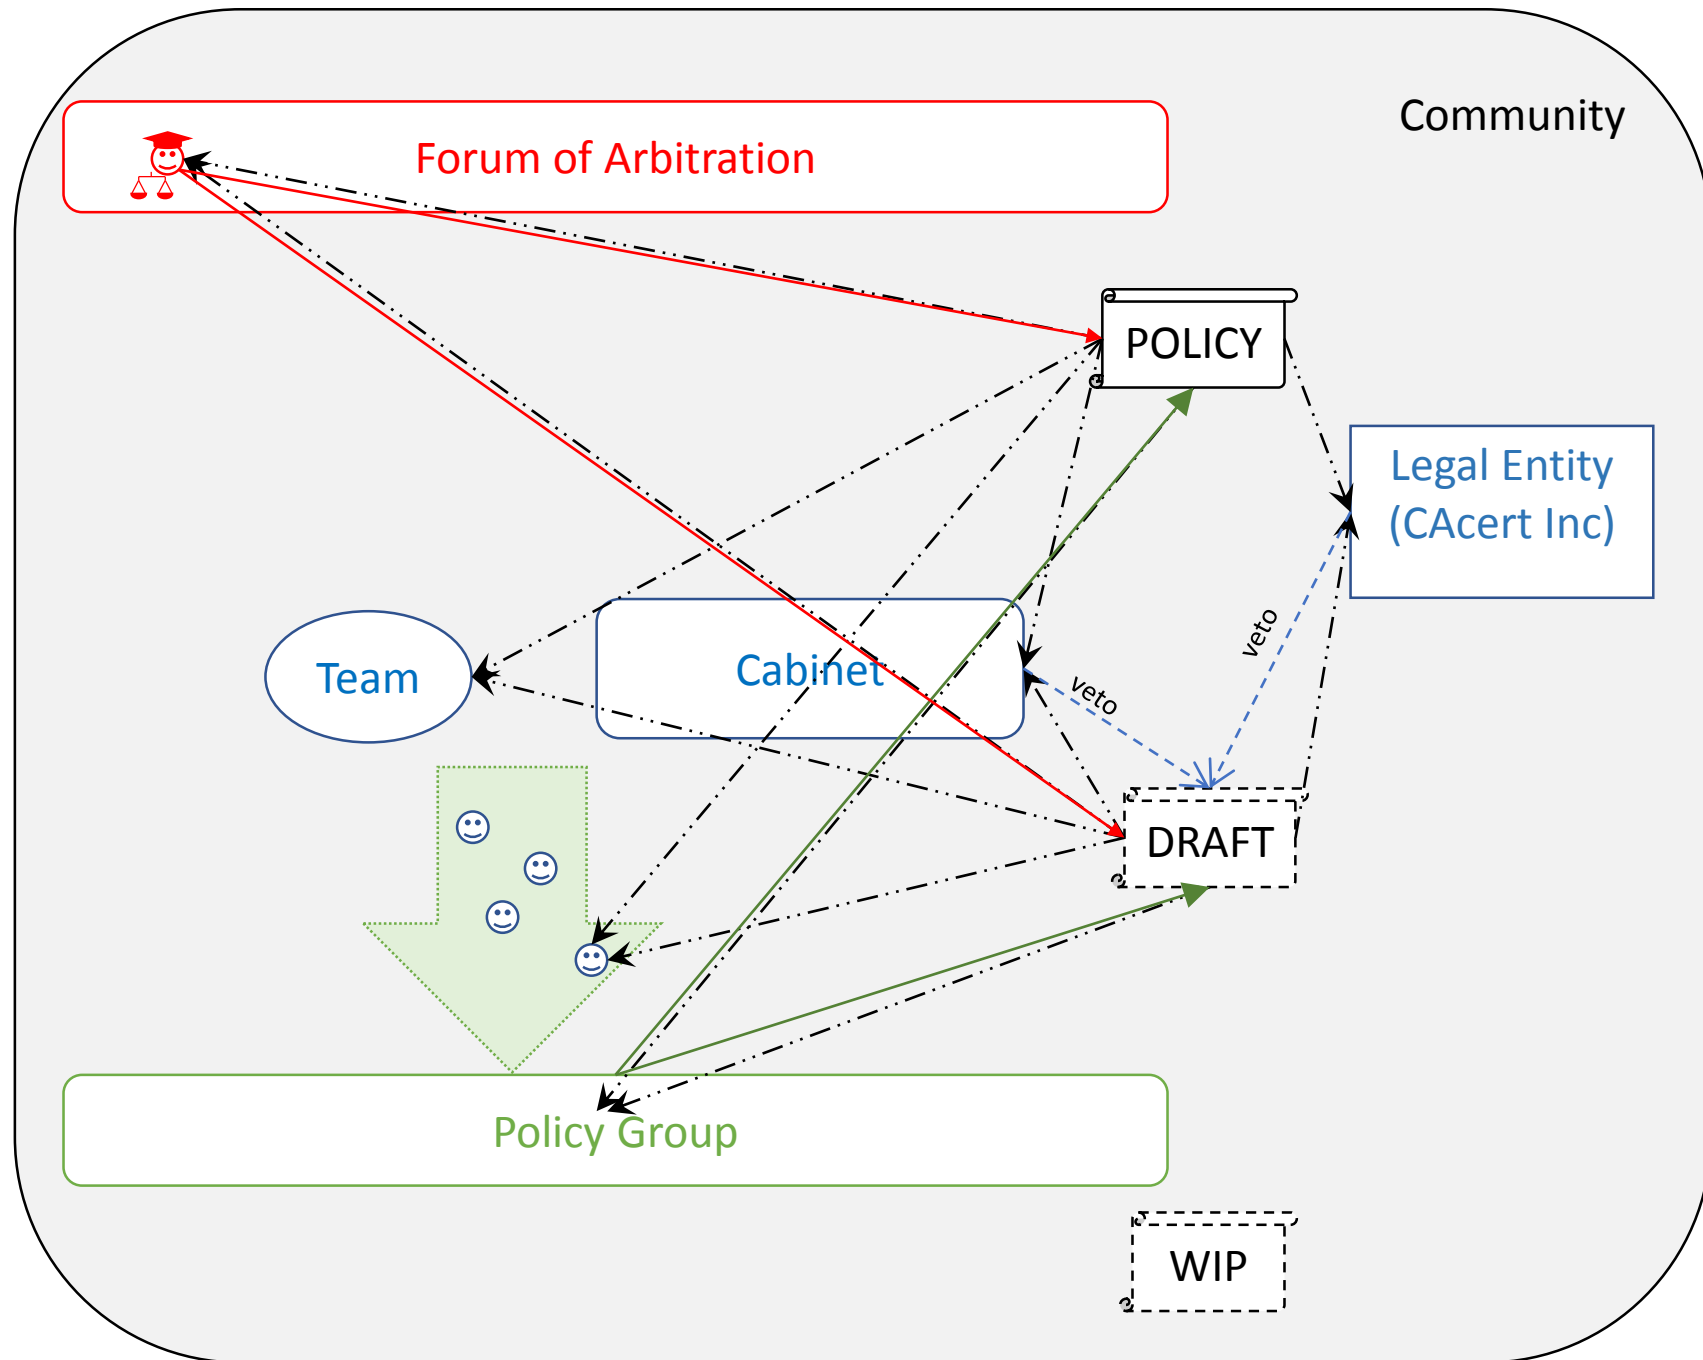 Community
Forum of Arbitration
POLICY
Legal Entity
(CAcert Inc)
veto
Team
Cabinet
veto
DRAFT
Policy Group
WIP